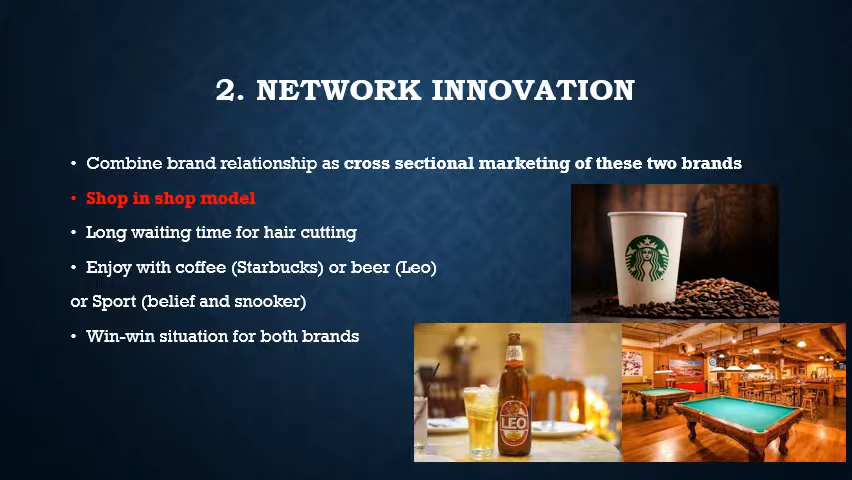 2. NETWORK INNOVATION
• Combine brand relationship as cross sectional marketing of these two brands
• Shop in shop model
• Long waiting time for hair cutting
• Enjoy with coffee (Starbucks) or beer (Leo)
or Sport (belief and snooker)
• Win-win situation for both brands
LEO